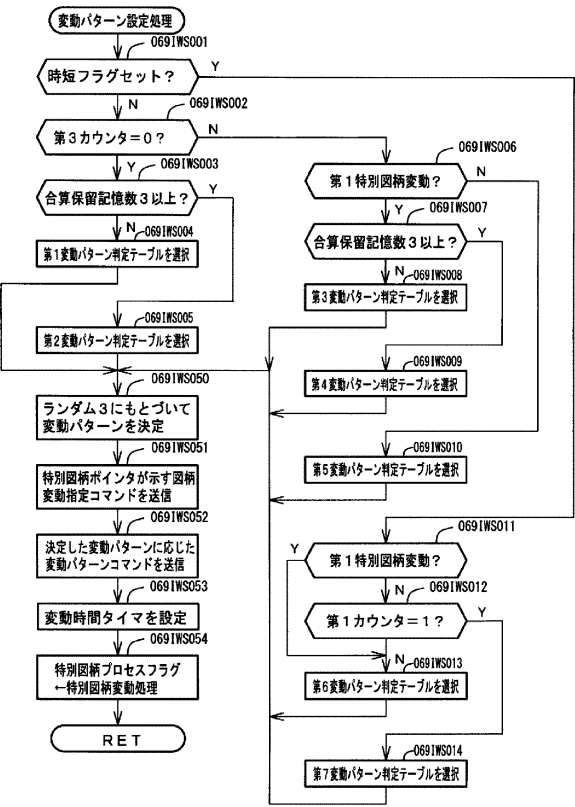 変動パターン設定処理
069IWS001
時短フラグセット？
Y
N
069IWS002
第３カウンタ＝０？
N
Y
069IWS003
合算保留記憶数３以上？
Y
N
069IWS004
第１変動パターン判定テーブルを選択
069IWS005
第２変動パターン判定テーブルを選択
069IWS050
ランダム３にもとづいて
変動パターンを決定
069IWS051
特別図柄ポインタが示す図柄
変動指定コマンドを送信
069IWS052
決定した変動パターンに応じた
変動パターンコマンドを送信
069IWS053
変動時間タイマを設定
069IWS054
特別図柄プロセスフラグ
←特別図柄変動処理
ＲＥＴ
069IWS006
第１特別図柄変動？
N
Y
069IWS007
合算保留記憶数３以上？
Y
N
069IWS008
第３変動パターン判定テーブルを選択
069IWS009
第４変動パターン判定テーブルを選択
069IWS010
第５変動パターン判定テーブルを選択
069IWS011
Y
第１特別図柄変動？
N
069IWS012
第１カウンタ＝１？
Y
N
069IWS013
第６変動パターン判定テーブルを選択
069IWS014
第７変動パターン判定テーブルを選択